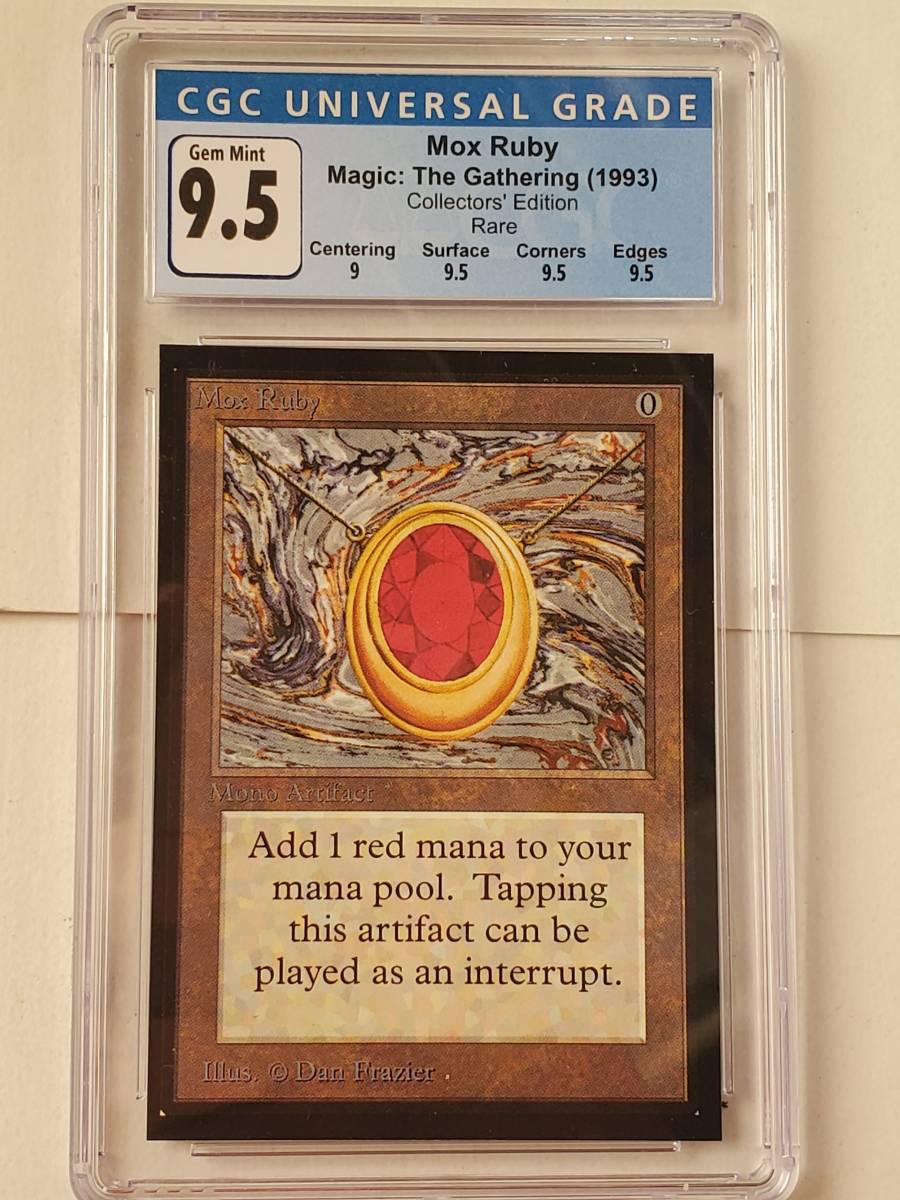 CGC UNIVERSAL GRADE
Gem Mint
9.5
Mox Ruby
Magic: The Gathering (1993)
Collectors' Edition
Rare
Centering Surface Corners Edges
9 9.5 9.5 9.5
Mox Ruby 0
Mono Artifact
Add 1 red mana to your
mana pool. Tapping
this artifact can be
played as an interrupt.
Illus. © Dan Frazier